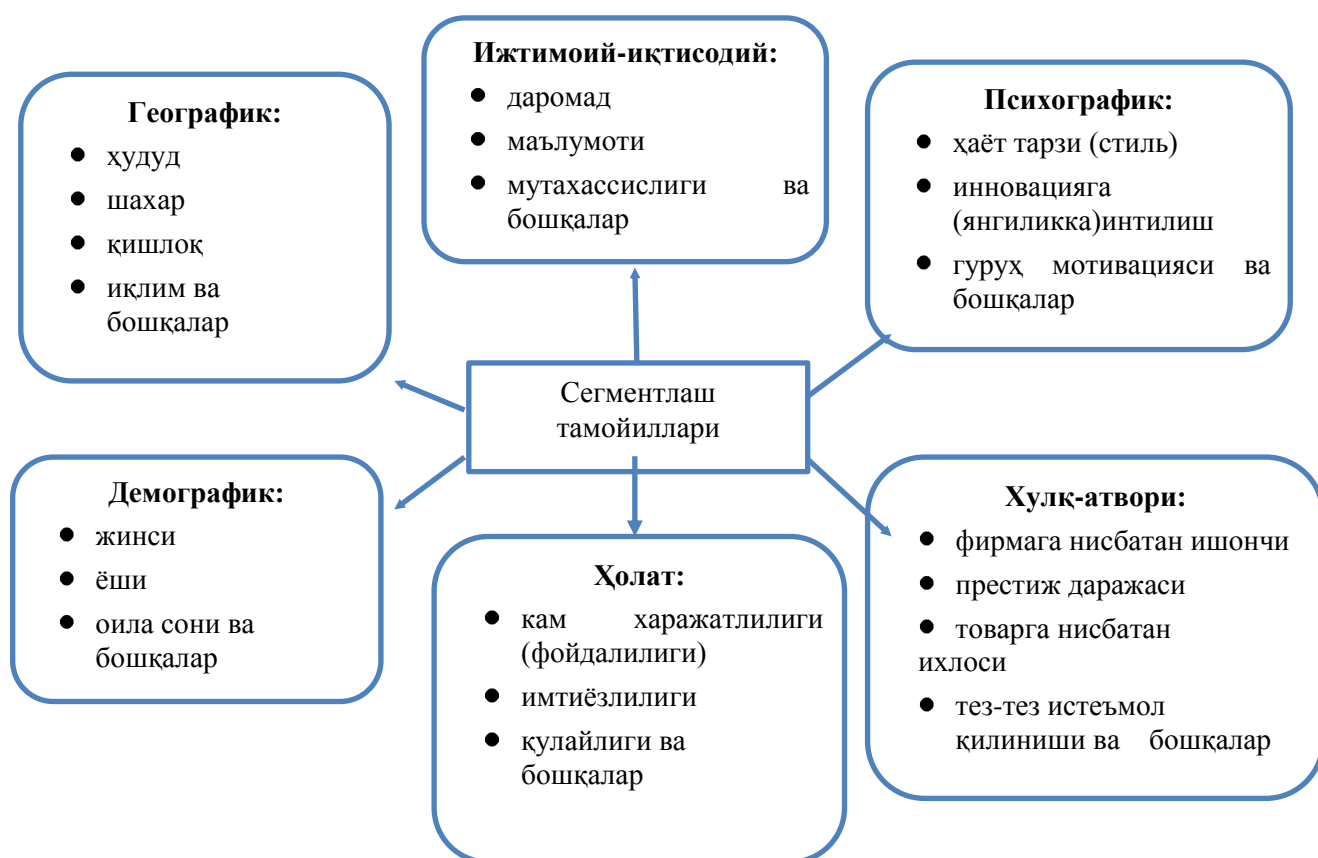 Ижтимоий-иқтисодий:
● даромад
● маълумоти
● мутахассислиги ва
бошқалар
Географик:
● ҳудуд
● шахар
● қишлоқ
● иқлим ва
бошқалар
Психографик:
● ҳаёт тарзи (стиль)
● инновацияга
(янгиликка)интилиш
● гуруҳ мотивацияси ва
бошқалар
Сегментлаш
тамойиллари
Демографик:
● жинси
● ёши
● оила сони ва
бошқалар
Ҳолат:
● кам харажатлилиги
(фойдалилиги)
● имтиёзлилиги
● қулайлиги ва
бошқалар
Хулқ-атвори:
● фирмага нисбатан ишончи
● престиж даражаси
● товарга нисбатан
ихлоси
● тез-тез истеъмол
қилиниши ва бошқалар